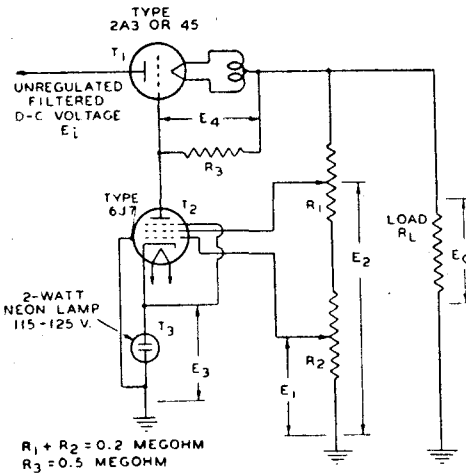 TYPE
2A3 OR 45
T1
UNREGULATED
FILTERED
D-C VOLTAGE
Ei
E4
R3
TYPE
6J7
T2
R1
E2
LOAD
RL
Eo
2-WATT
NEON LAMP
115-125 V.
T3
E3
E1
R2
R1 + R2 = 0.2 MEGOHM
R3 = 0.5 MEGOHM